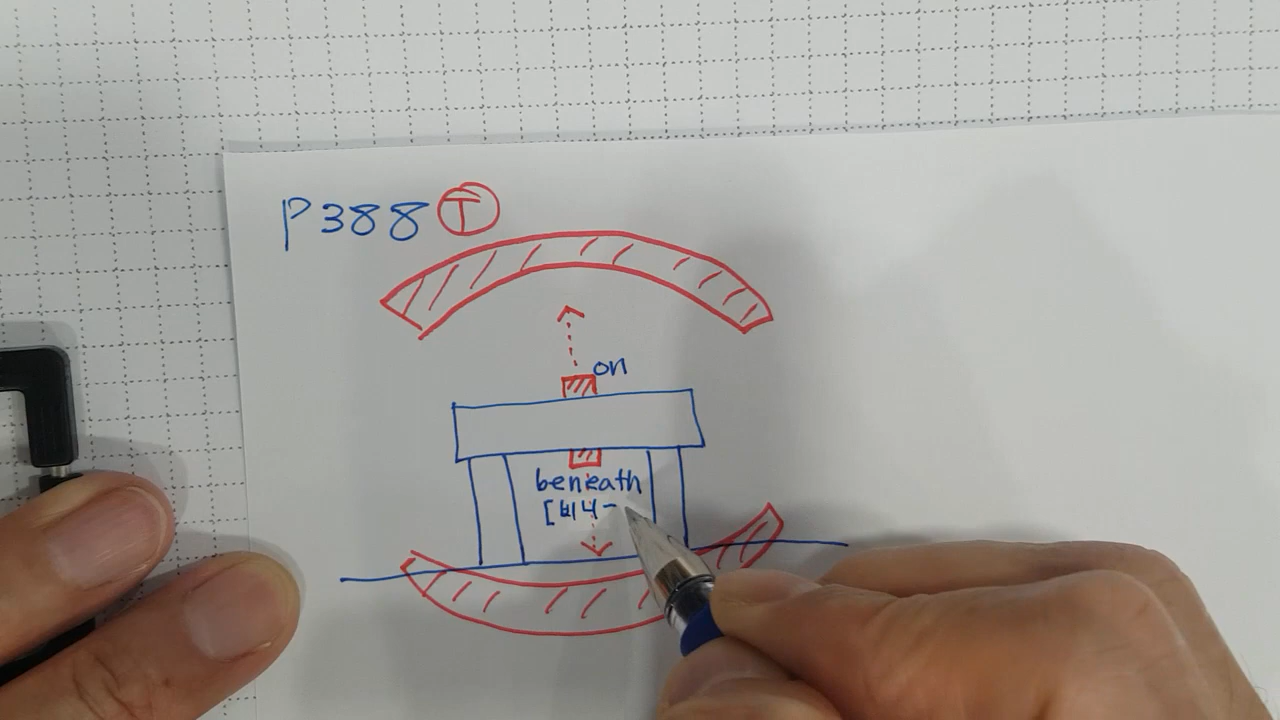 P388 T
on
beneath
[비니-